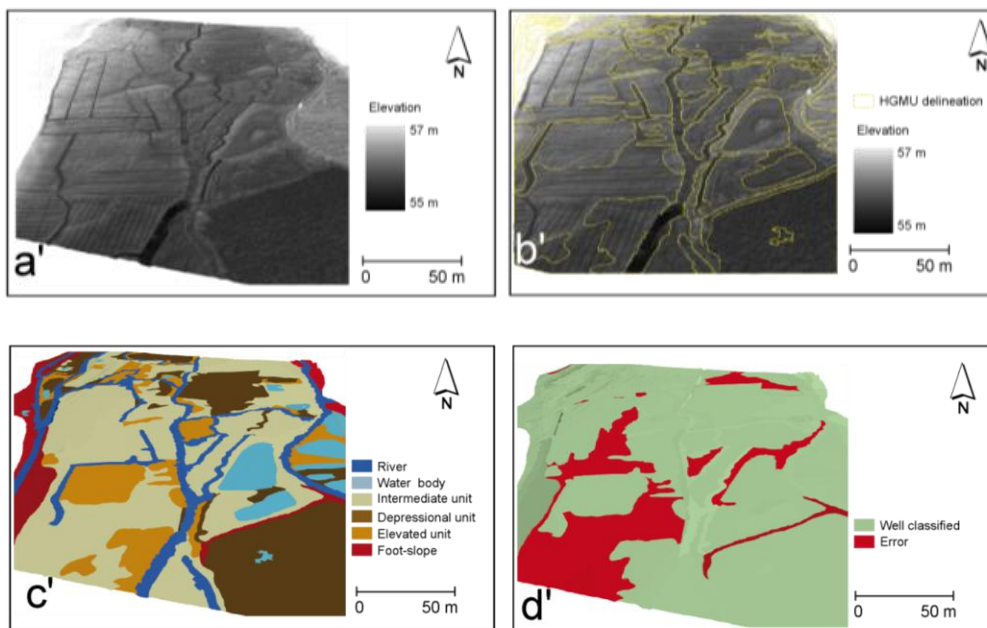 N
Elevation
57 m
55 m
0 50 m
a'
N
HGMU delineation
Elevation
57 m
55 m
0 50 m
b'
N
River
Water body
Intermediate unit
Depressional unit
Elevated unit
Foot-slope
0 50 m
c'
N
Well classified
Error
0 50 m
d'